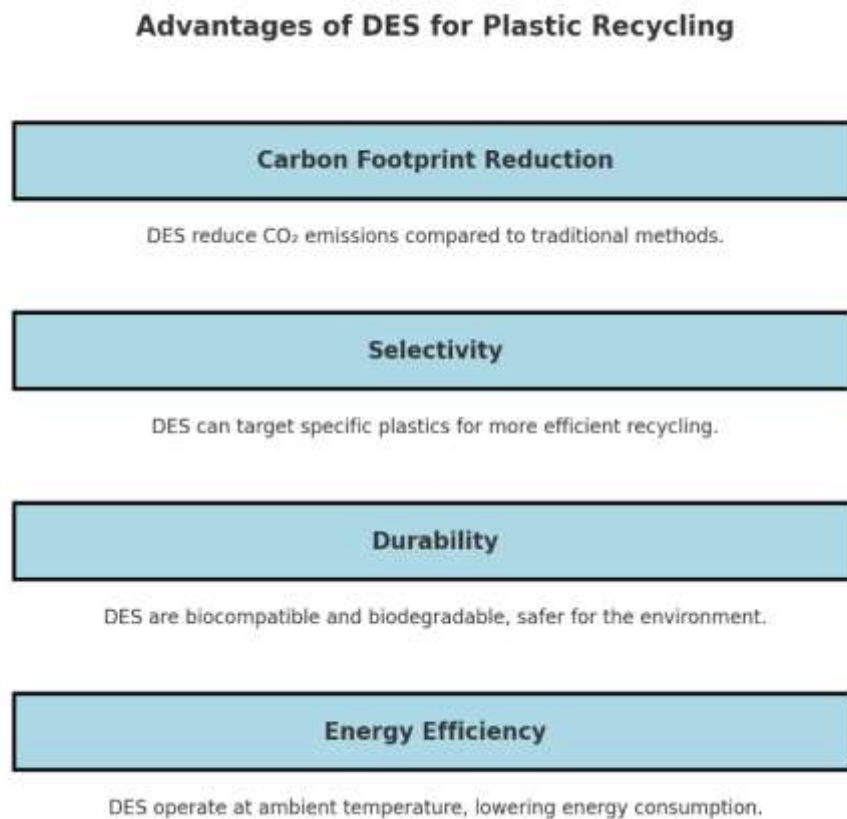 Advantages of DES for Plastic Recycling
Carbon Footprint Reduction
DES reduce CO₂ emissions compared to traditional methods.
Selectivity
DES can target specific plastics for more efficient recycling.
Durability
DES are biocompatible and biodegradable, safer for the environment.
Energy Efficiency
DES operate at ambient temperature, lowering energy consumption.